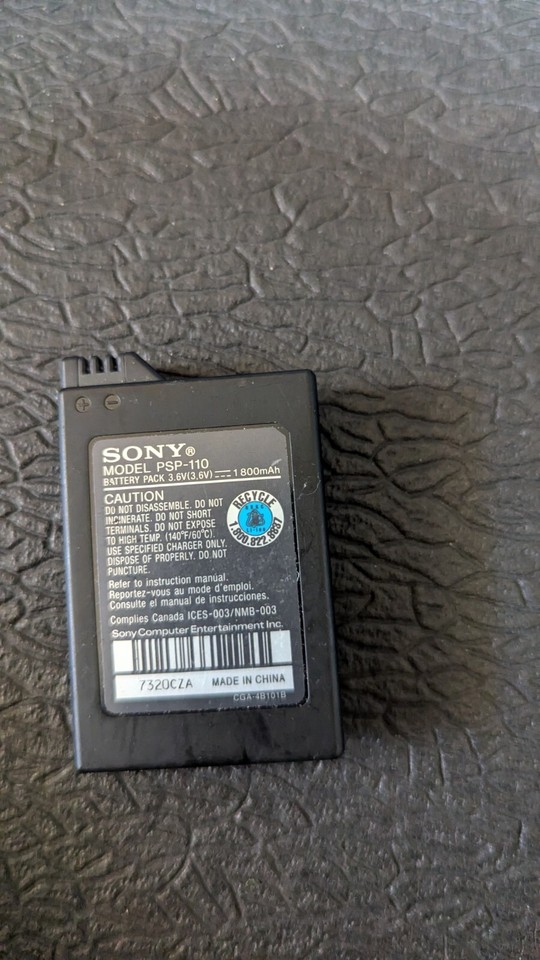 + -
SONY®
MODEL PSP-110
BATTERY PACK 3.6V(3.6V) 1800mAh
CAUTION
DO NOT DISASSEMBLE. DO NOT
INCINERATE. DO NOT SHORT
TERMINALS. DO NOT EXPOSE
TO HIGH TEMP. (140°F/60°C).
USE SPECIFIED CHARGER ONLY.
DISPOSE OF PROPERLY. DO NOT
PUNCTURE.
RECYCLE
Li-ion
1.800.822.8837
Refer to instruction manual.
Reportez-vous au mode d'emploi.
Consulte el manual de instrucciones.
Complies Canada ICES-003/NMB-003
Sony Computer Entertainment Inc.
7320CZA MADE IN CHINA
CGA-4B101B